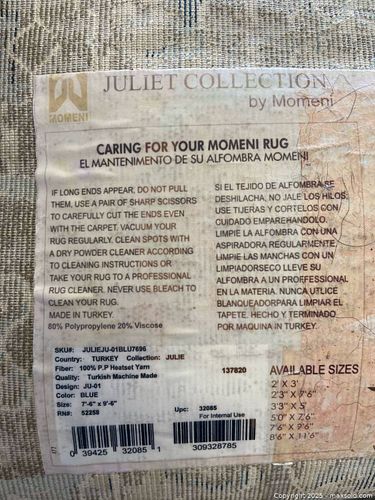 JULIET COLLECTION
by Momeni
MOMENI
CARING FOR YOUR MOMENI RUG
EL MANTENIMENTO DE SU ALFOMBRA MOMENI
IF LONG ENDS APPEAR, DO NOT PULL
THEM, USE A PAIR OF SHARP SCISSORS
TO CAREFULLY CUT THE ENDS EVEN
WITH THE CARPET. VACUUM YOUR
RUG REGULARLY. CLEAN SPOTS WITH
A DRY POWDER CLEANER ACCORDING
TO CLEANING INSTRUCTIONS OR
TAKE YOUR RUG TO A PROFESSIONAL
RUG CLEANER. NEVER USE BLEACH TO
CLEAN YOUR RUG.
MADE IN TURKEY.
80% Polypropylene 20% Viscose
SI EL TEJIDO DE ALFOMBRA SE
DESHILACHA, NO JALE LOS HILOS,
USE TIJERAS Y CORTELOS CON
CUIDADO EMPAREHANDOLO.
LIMPIE LA ALFOMBRA CON UNA
ASPIRADORA REGULARMENTE.
LIMPIE LAS MANCHAS CON UN
LIMPIADORSECO LLEVE SU
ALFOMBRA A UN PROFESSIONAL
EN LA MATERIA. NUNCA UTLICE
BLANQUEADORPARA LIMPIAR EL
TAPETE. HECHO Y TERMINADO
POR MAQUINA IN TURKEY.
SKU#: JULIEJU-01BLU7696
Country: TURKEY Collection: JULIE
Fiber: 100% P.P Heatset Yarn
Quality: Turkish Machine Made
Design: JU-01
Color: BLUE
Size: 7'-6" x 9'-6"
RN#: 52258
137820
Upc: 32085
For Internal Use
0 39425 32085 1
309328785
AVAILABLE SIZES
2' X 3'
2'3" X 7'6"
3'3" X 5'
5'0" X 7'6"
7'6" X 9'6"
8'6" X 11'6"
Copyright © 2025 - www.maxsold.com